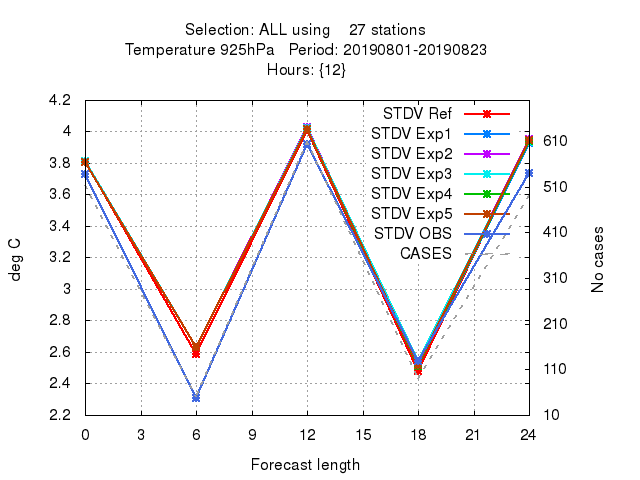 Selection: ALL using 27 stations
Temperature 925hPa Period: 20190801-20190823
Hours: {12}
4.2
4
3.8
3.6
3.4
3.2
3
2.8
2.6
2.4
2.2
deg C
STDV Ref
STDV Exp1
STDV Exp2
STDV Exp3
STDV Exp4
STDV Exp5
STDV OBS
CASES
610
510
410
310
210
110
10
No cases
0 3 6 9 12 15 18 21 24
Forecast length